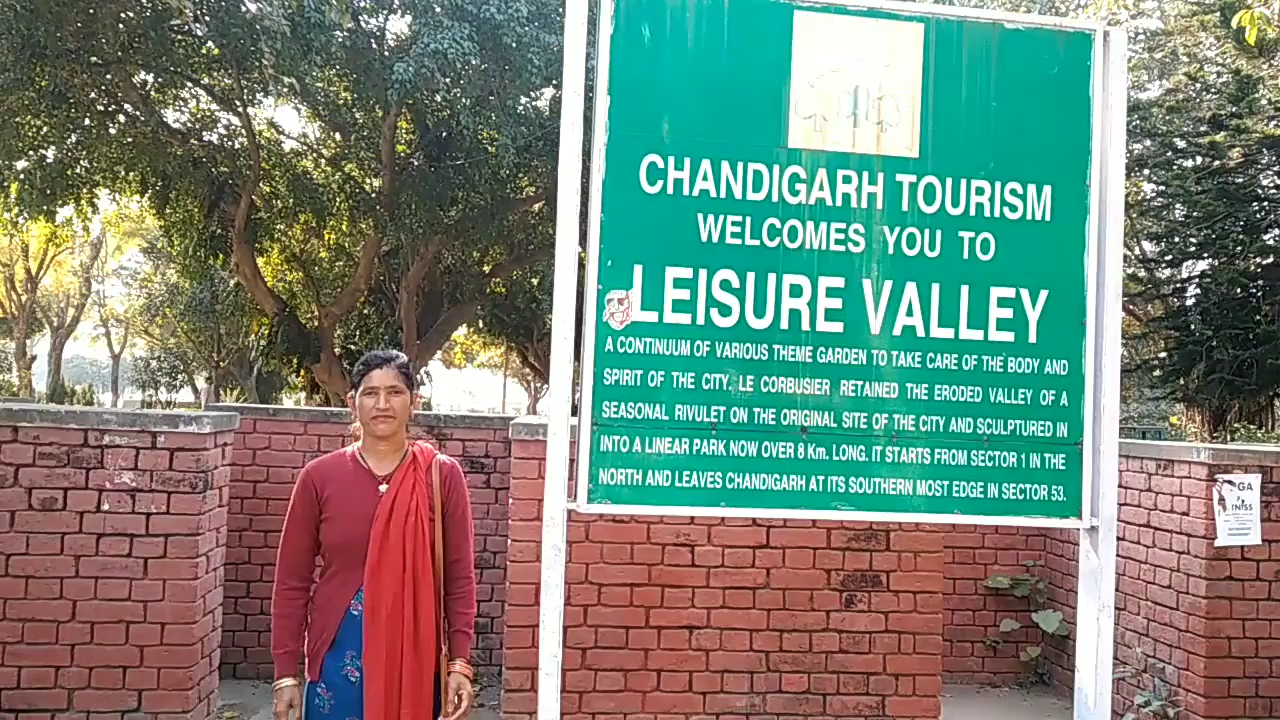 CHANDIGARH TOURISM
WELCOMES YOU TO
LEISURE VALLEY
A CONTINUUM OF VARIOUS THEME GARDEN TO TAKE CARE OF THE BODY AND
SPIRIT OF THE CITY. LE CORBUSIER RETAINED THE ERODED VALLEY OF A
SEASONAL RIVULET ON THE ORIGINAL SITE OF THE CITY AND SCULPTURED IN
INTO A LINEAR PARK NOW OVER 8 Km. LONG. IT STARTS FROM SECTOR 1 IN THE
NORTH AND LEAVES CHANDIGARH AT ITS SOUTHERN MOST EDGE IN SECTOR 53.